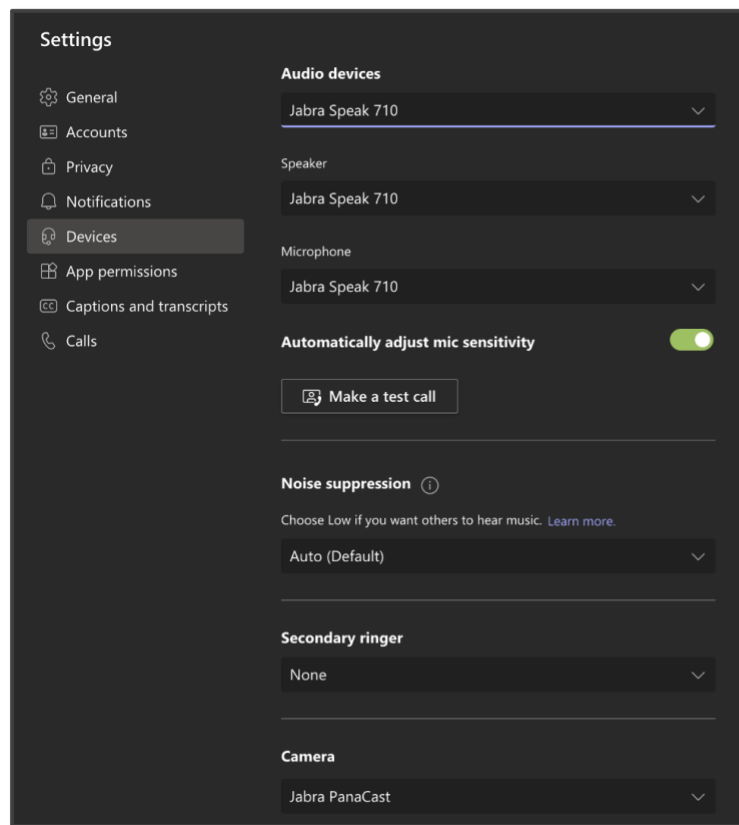 Settings
General
Accounts
Privacy
Notifications
Devices
App permissions
CC Captions and transcripts
Calls
Audio devices
Jabra Speak 710
Speaker
Jabra Speak 710
Microphone
Jabra Speak 710
Automatically adjust mic sensitivity
Make a test call
Noise suppression
Choose Low if you want others to hear music. Learn more.
Auto (Default)
Secondary ringer
None
Camera
Jabra PanaCast